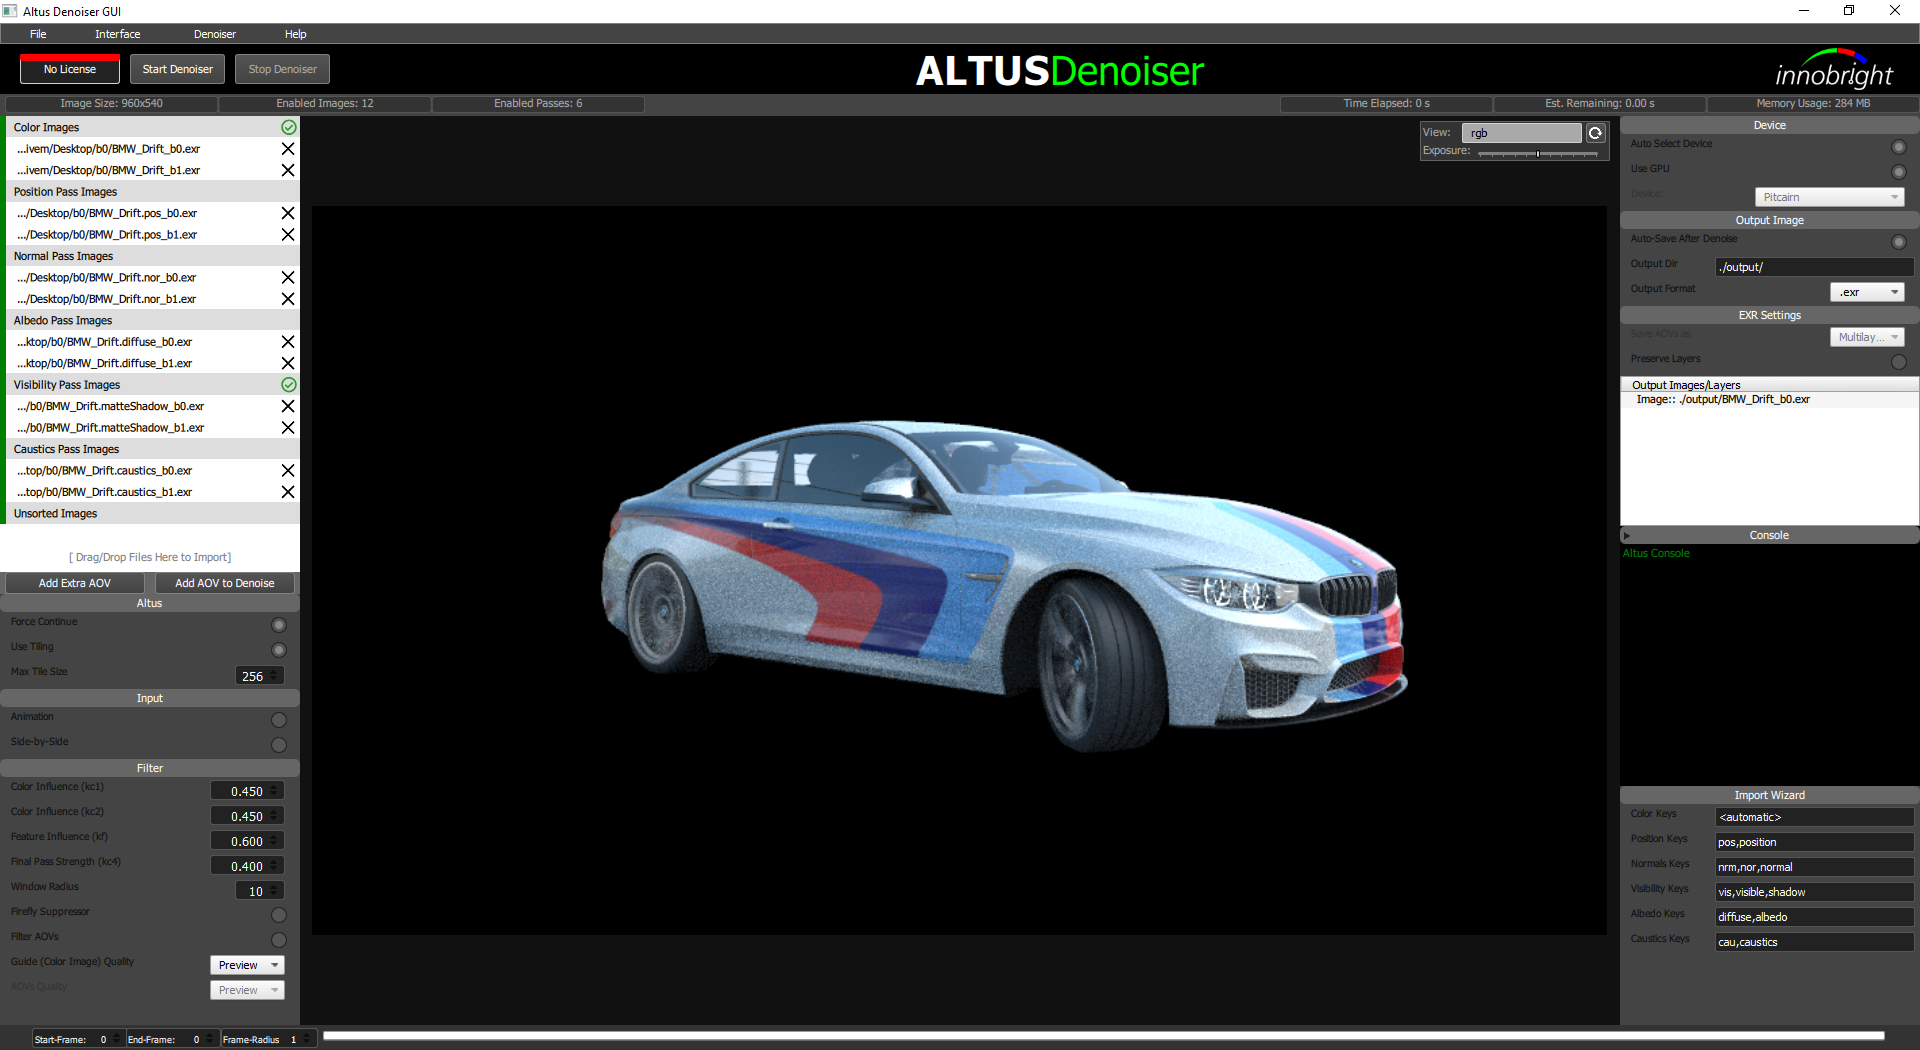 Altus Denoiser GUI
File Interface Denoiser Help
No License Start Denoiser Stop Denoiser
ALTUSDenoiser
innobright
Image Size: 960x540 Enabled Images: 12 Enabled Passes: 6 Time Elapsed: 0 s Est. Remaining: 0.00 s Memory Usage: 284 MB
Color Images
...ivem/Desktop/b0/BMW_Drift_b0.exr
...ivem/Desktop/b0/BMW_Drift_b1.exr
Position Pass Images
.../Desktop/b0/BMW_Drift.pos_b0.exr
.../Desktop/b0/BMW_Drift.pos_b1.exr
Normal Pass Images
.../Desktop/b0/BMW_Drift.nor_b0.exr
.../Desktop/b0/BMW_Drift.nor_b1.exr
Albedo Pass Images
...ktop/b0/BMW_Drift.diffuse_b0.exr
...ktop/b0/BMW_Drift.diffuse_b1.exr
Visibility Pass Images
.../b0/BMW_Drift.matteShadow_b0.exr
.../b0/BMW_Drift.matteShadow_b1.exr
Caustics Pass Images
...top/b0/BMW_Drift.caustics_b0.exr
...top/b0/BMW_Drift.caustics_b1.exr
Unsorted Images
[ Drag/Drop Files Here to Import]
Add Extra AOV Add AOV to Denoise
Altus
Force Continue
Use Tiling
Max Tile Size 256
Input
Animation
Side-by-Side
Filter
Color Influence (kc1) 0.450
Color Influence (kc2) 0.450
Feature Influence (kf) 0.600
Final Pass Strength (kc4) 0.400
Window Radius 10
Firefly Suppressor
Filter AOVs
Guide (Color Image) Quality Preview
AOVs Quality Preview
View: rgb
Exposure:
Device
Auto Select Device
Use GPU
Device: Pitcairn
Output Image
Auto-Save After Denoise
Output Dir ./output/
Output Format .exr
EXR Settings
Save AOVs as Multilay...
Preserve Layers
Output Images/Layers
Image:: ./output/BMW_Drift_b0.exr
Console
Altus Console
Import Wizard
Color Keys <automatic>
Position Keys pos,position
Normals Keys nrm,nor,normal
Visibility Keys vis,visible,shadow
Albedo Keys diffuse,albedo
Caustics Keys cau,caustics
Start-Frame: 0 End-Frame: 0 Frame-Radius 1